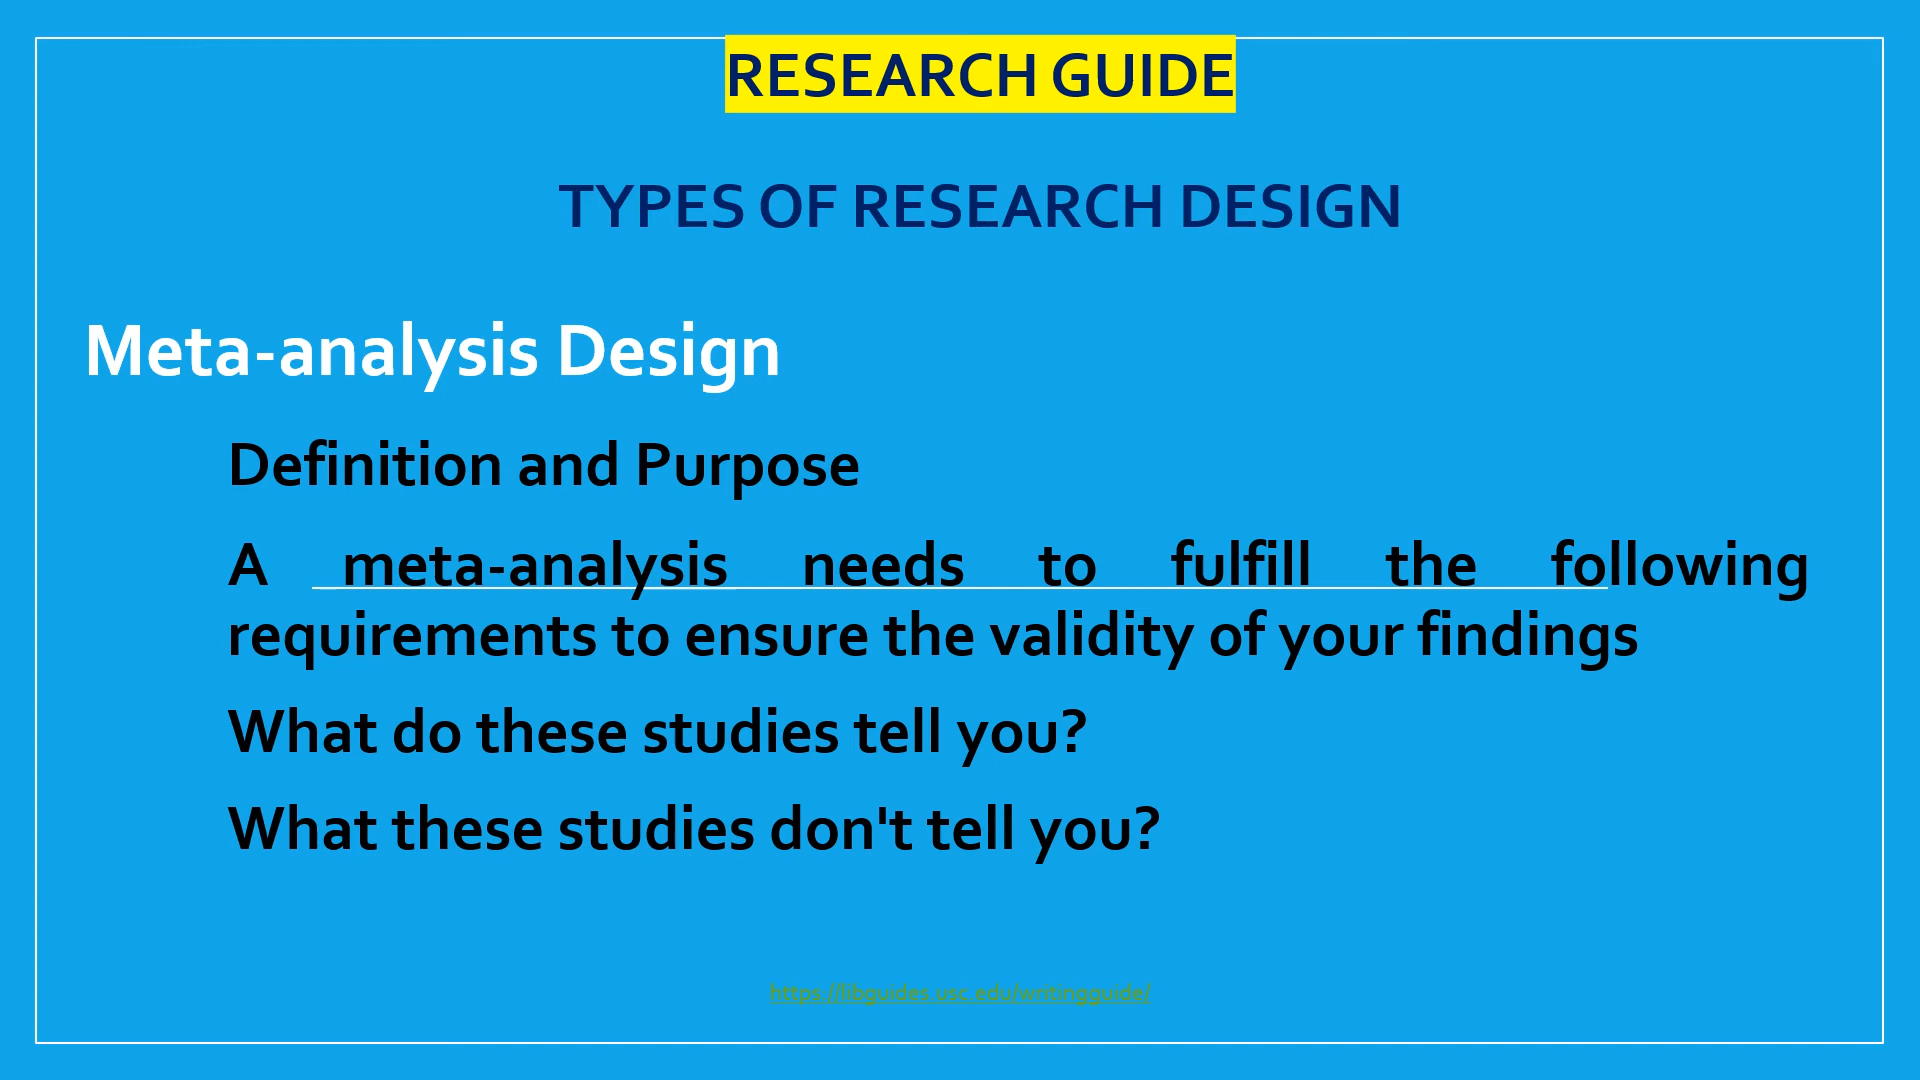 RESEARCH GUIDE
TYPES OF RESEARCH DESIGN
Meta-analysis Design
Definition and Purpose
A meta-analysis needs to fulfill the following
requirements to ensure the validity of your findings
What do these studies tell you?
What these studies don't tell you?
https://libguides.usc.edu/writingguide/